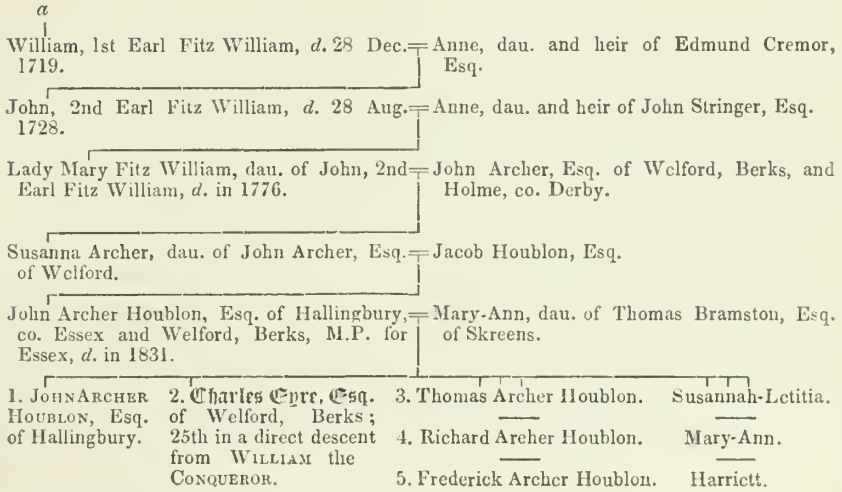 a
William, 1st Earl Fitz William, d. 28 Dec. = Anne, dau. and heir of Edmund Cremor,
1719. Esq.
John, 2nd Earl Fitz William, d. 28 Aug. = Anne, dau. and heir of John Stringer, Esq.
1728.
Lady Mary Fitz William, dau. of John, 2nd = John Archer, Esq. of Welford, Berks, and
Earl Fitz William, d. in 1776. Holme, co. Derby.
Susanna Archer, dau. of John Archer, Esq. = Jacob Houblon, Esq.
of Welford.
John Archer Houblon, Esq. of Hallingbury, = Mary-Ann, dau. of Thomas Bramston, Esq.
co. Essex and Welford, Berks, M.P. for of Skreens.
Essex, d. in 1831.
1. JOHN ARCHER 2. Charles Eyre, Esq. 3. Thomas Archer Houblon. Susannah-Letitia.
HOUBLON, Esq. of Welford, Berks;
of Hallingbury. 25th in a direct descent 4. Richard Archer Houblon. Mary-Ann.
from WILLIAM the
CONQUEROR. 5. Frederick Archer Houblon. Harriett.